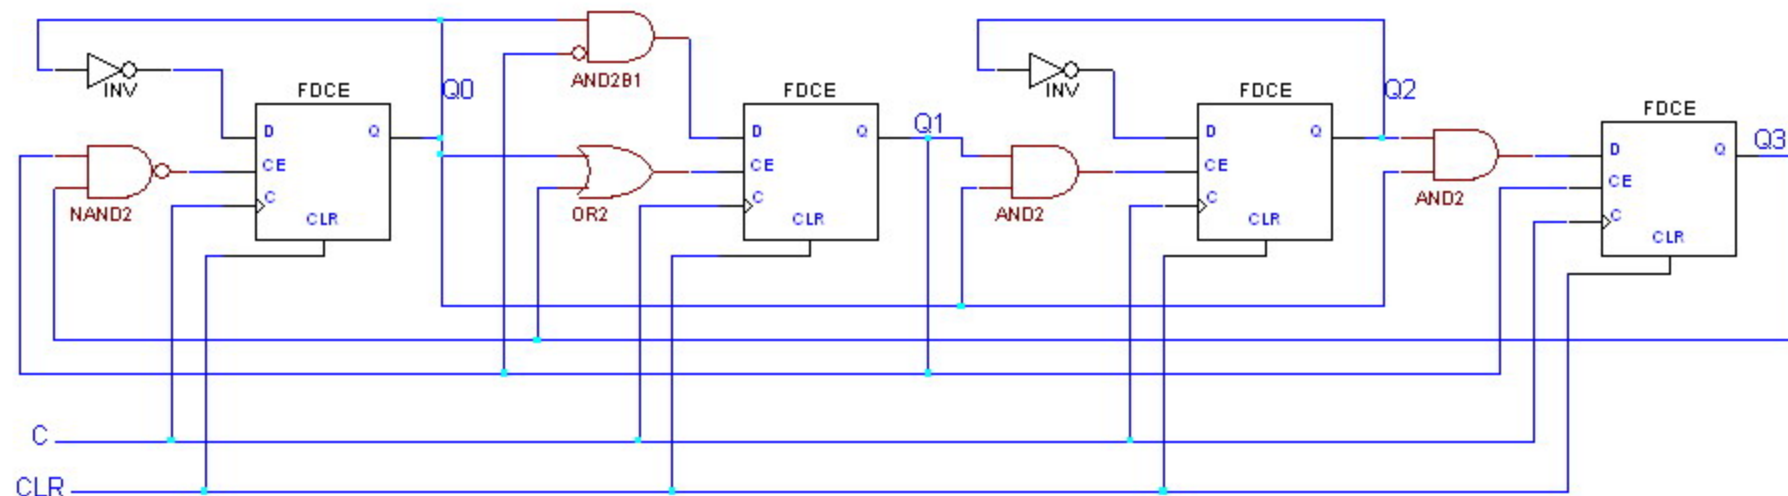 INV
FDCE
Q0
D
Q
CE
C
CLR
NAND2
AND2B1
OR2
FDCE
Q1
D
Q
CE
C
CLR
AND2
INV
FDCE
Q2
D
Q
CE
C
CLR
AND2
FDCE
Q3
D
Q
CE
C
CLR
C
CLR